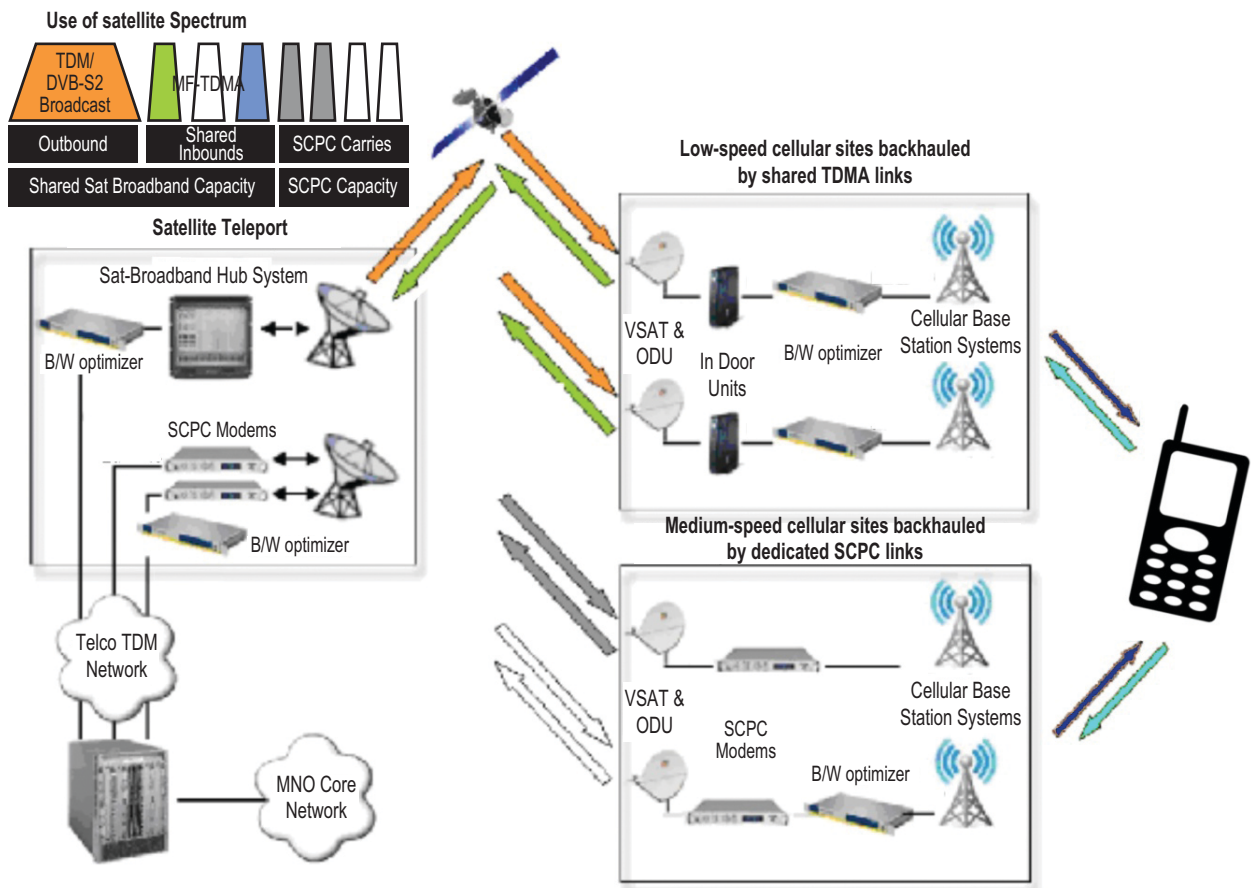 Use of satellite Spectrum
TDM/
DVB-S2
Broadcast
MF-TDMA
Outbound
Shared
Inbounds
SCPC Carries
Shared Sat Broadband Capacity
SCPC Capacity
Satellite Teleport
Sat-Broadband Hub System
B/W optimizer
SCPC Modems
B/W optimizer
Telco TDM
Network
MNO Core
Network
Low-speed cellular sites backhauled
by shared TDMA links
VSAT &
ODU
In Door
Units
B/W optimizer
Cellular Base
Station Systems
Medium-speed cellular sites backhauled
by dedicated SCPC links
VSAT &
ODU
SCPC
Modems
B/W optimizer
Cellular Base
Station Systems